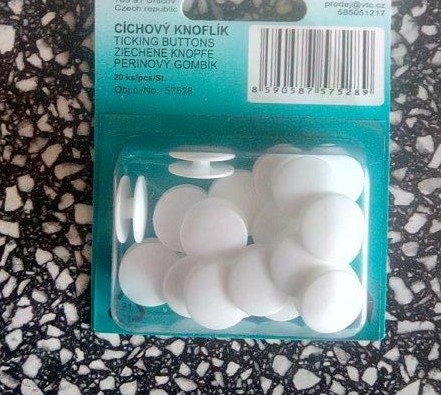 Czech republic
prodej@vtc.cz
585051217
CÍCHOVÝ KNOFLÍK
TICKING BUTTONS
ZIECHENE KNOPFE
PERINOVÝ GOMBÍK
20 ks/pcs/St.
Obj.č./No. 57528
8 590587 575289